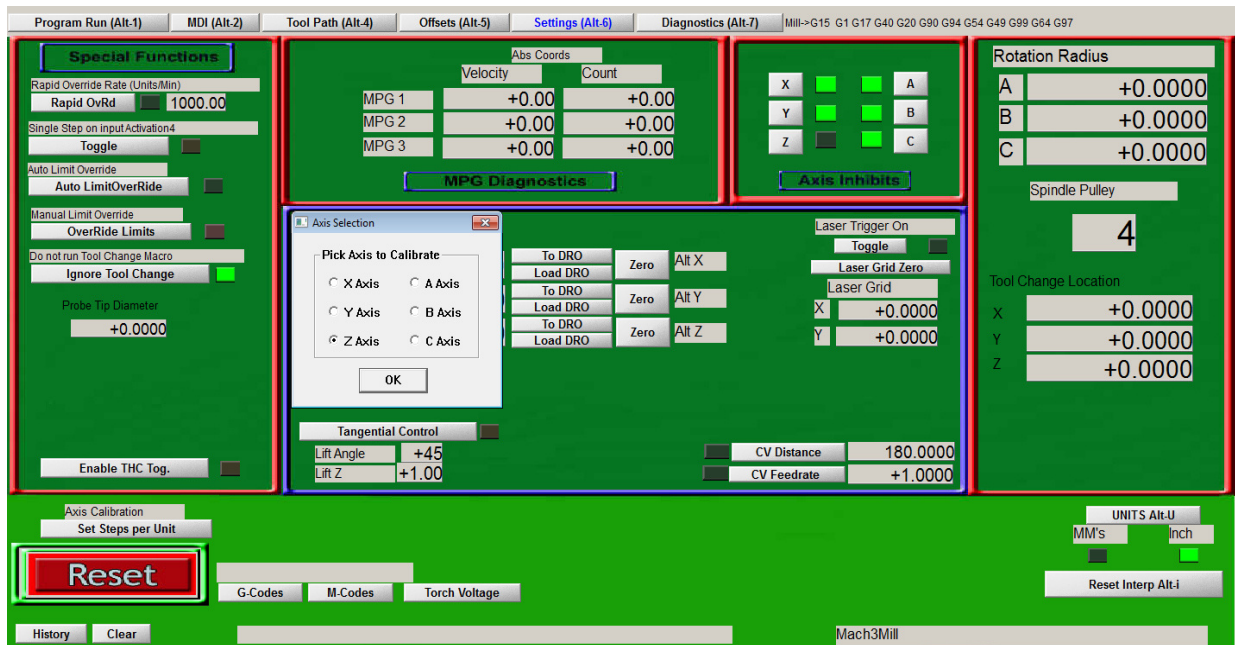 Program Run (Alt-1) MDI (Alt-2) Tool Path (Alt-4) Offsets (Alt-5) Settings (Alt-6) Diagnostics (Alt-7) Mill->G15 G1 G17 G40 G20 G90 G94 G54 G49 G99 G64 G97
Special Functions
Rapid Override Rate (Units/Min)
Rapid OvRd 1000.00
Single Step on input Activation4
Toggle
Auto Limit Override
Auto LimitOverRide
Manual Limit Override
OverRide Limits
Do not run Tool Change Macro
Ignore Tool Change
Probe Tip Diameter
+0.0000
Enable THC Tog.
Abs Coords
Velocity Count
MPG 1 +0.00 +0.00
MPG 2 +0.00 +0.00
MPG 3 +0.00 +0.00
MPG Diagnostics
X A
Y B
Z C
Axis Inhibits
Axis Selection
Pick Axis to Calibrate
X Axis A Axis
Y Axis B Axis
Z Axis C Axis
OK
To DRO
Load DRO
Zero Alt X
To DRO
Load DRO
Zero Alt Y
To DRO
Load DRO
Zero Alt Z
Laser Trigger On
Toggle
Laser Grid Zero
Laser Grid
X +0.0000
Y +0.0000
Tangential Control
Lift Angle +45
Lift Z +1.00
CV Distance 180.0000
CV Feedrate +1.0000
Rotation Radius
A +0.0000
B +0.0000
C +0.0000
Spindle Pulley
4
Tool Change Location
X +0.0000
Y +0.0000
Z +0.0000
Axis Calibration
Set Steps per Unit
Reset
G-Codes M-Codes Torch Voltage
UNITS Alt-U
MM's Inch
Reset Interp Alt-i
History Clear
Mach3Mill